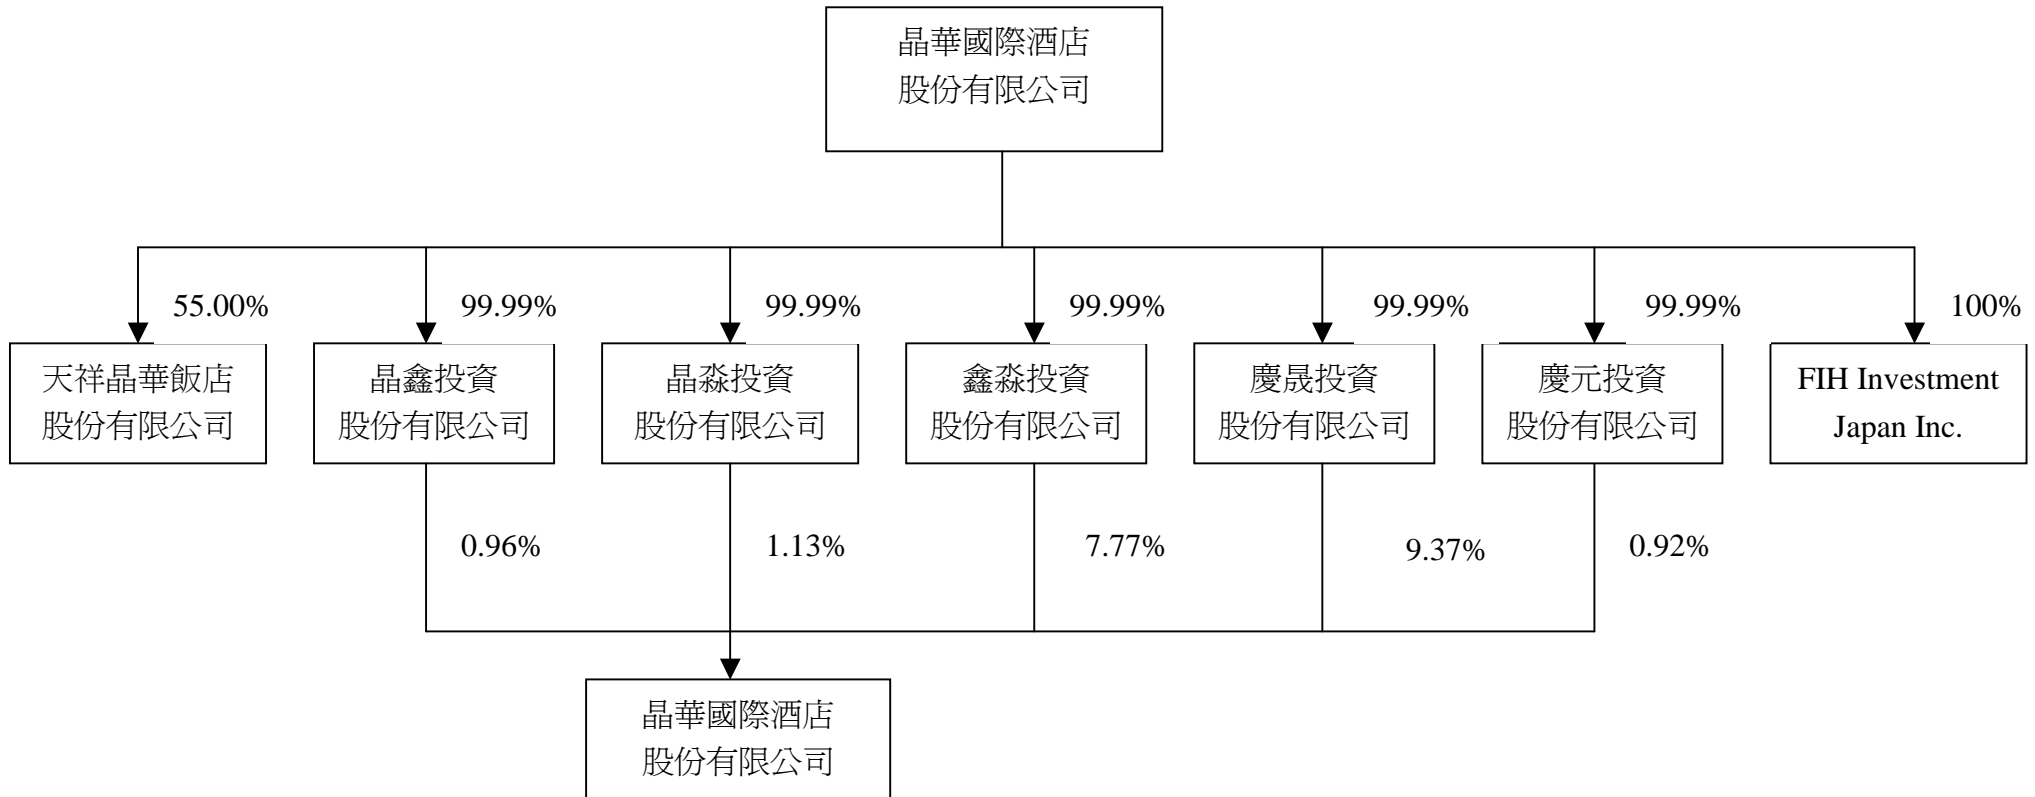 晶華國際酒店
股份有限公司
55.00%
99.99%
99.99%
99.99%
99.99%
99.99%
100%
天祥晶華飯店
股份有限公司
晶鑫投資
股份有限公司
晶淼投資
股份有限公司
鑫淼投資
股份有限公司
慶晟投資
股份有限公司
慶元投資
股份有限公司
FIH Investment
Japan Inc.
0.96%
1.13%
7.77%
9.37%
0.92%
晶華國際酒店
股份有限公司